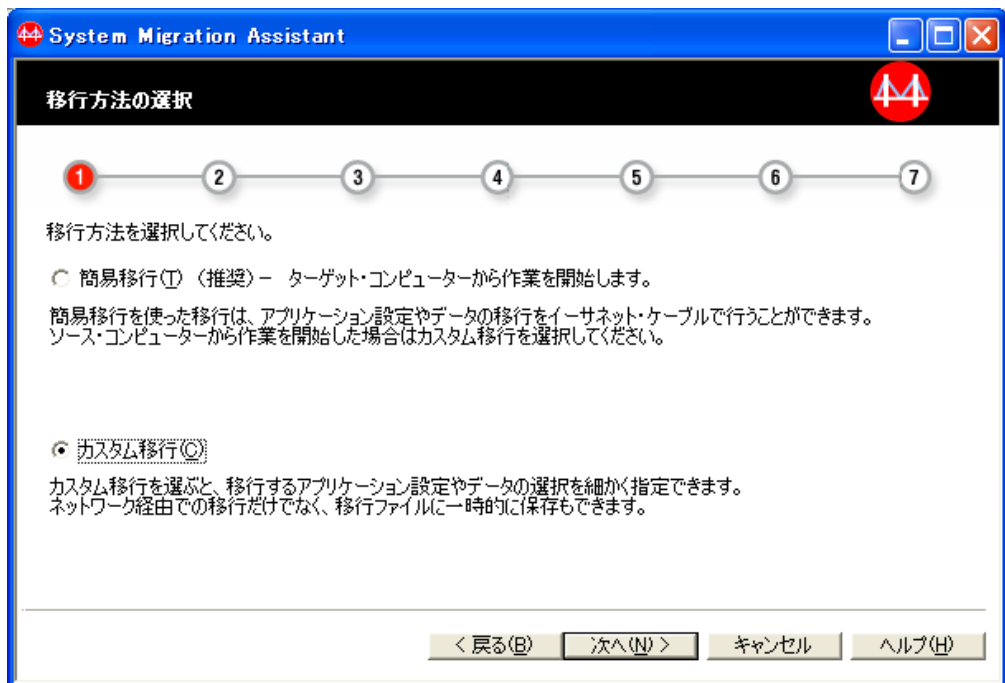 System Migration Assistant
移行方法の選択
1 2 3 4 5 6 7
移行方法を選択してください。
簡易移行(T) (推奨) － ターゲット・コンピューターから作業を開始します。
簡易移行を使った移行は、アプリケーション設定やデータの移行をイーサネット・ケーブルで行うことができます。
ソース・コンピューターから作業を開始した場合はカスタム移行を選択してください。
カスタム移行(C)
カスタム移行を選ぶと、移行するアプリケーション設定やデータの選択を細かく指定できます。
ネットワーク経由での移行だけでなく、移行ファイルに一時的に保存もできます。
< 戻る(B) 次へ(N) > キャンセル ヘルプ(H)